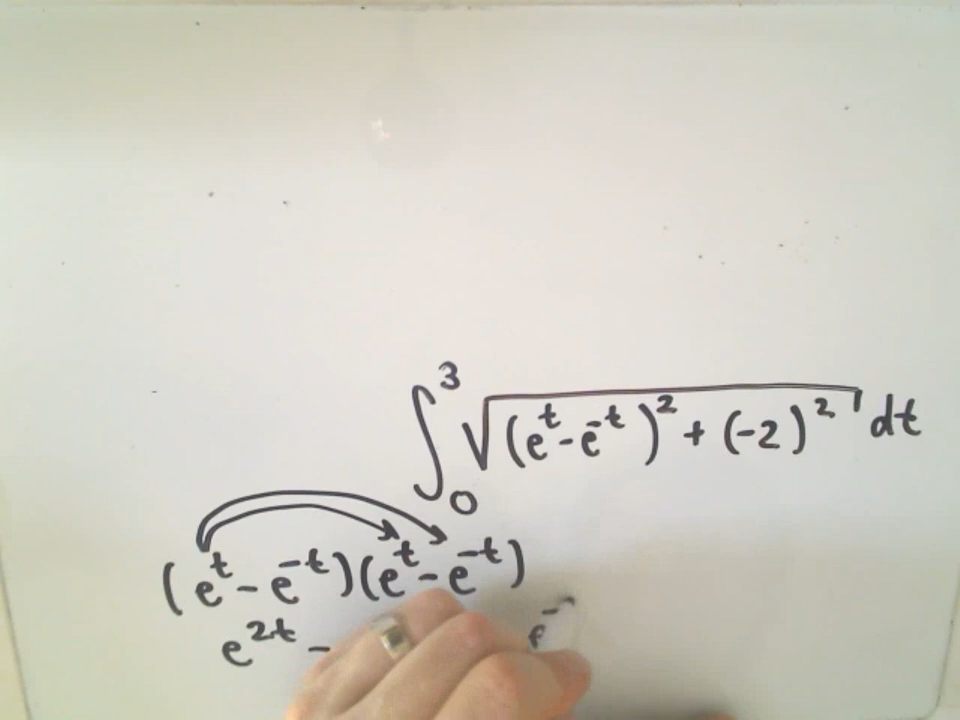 ∫₀³ √((eᵗ-e⁻ᵗ)² + (-2)²) dt
(eᵗ - e⁻ᵗ)(eᵗ - e⁻ᵗ)
e²ᵗ -